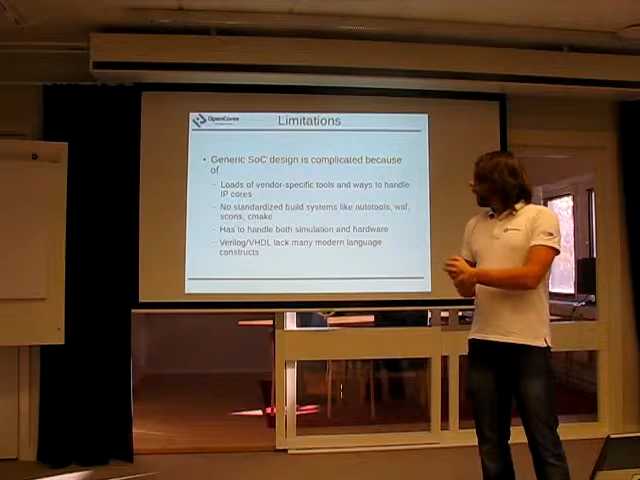 OpenCores
Limitations
• Generic SoC design is complicated because
of
– Loads of vendor-specific tools and ways to handle
IP cores
– No standardized build systems like autotools, waf,
scons, cmake
– Has to handle both simulation and hardware
– Verilog/VHDL lack many modern language
constructs